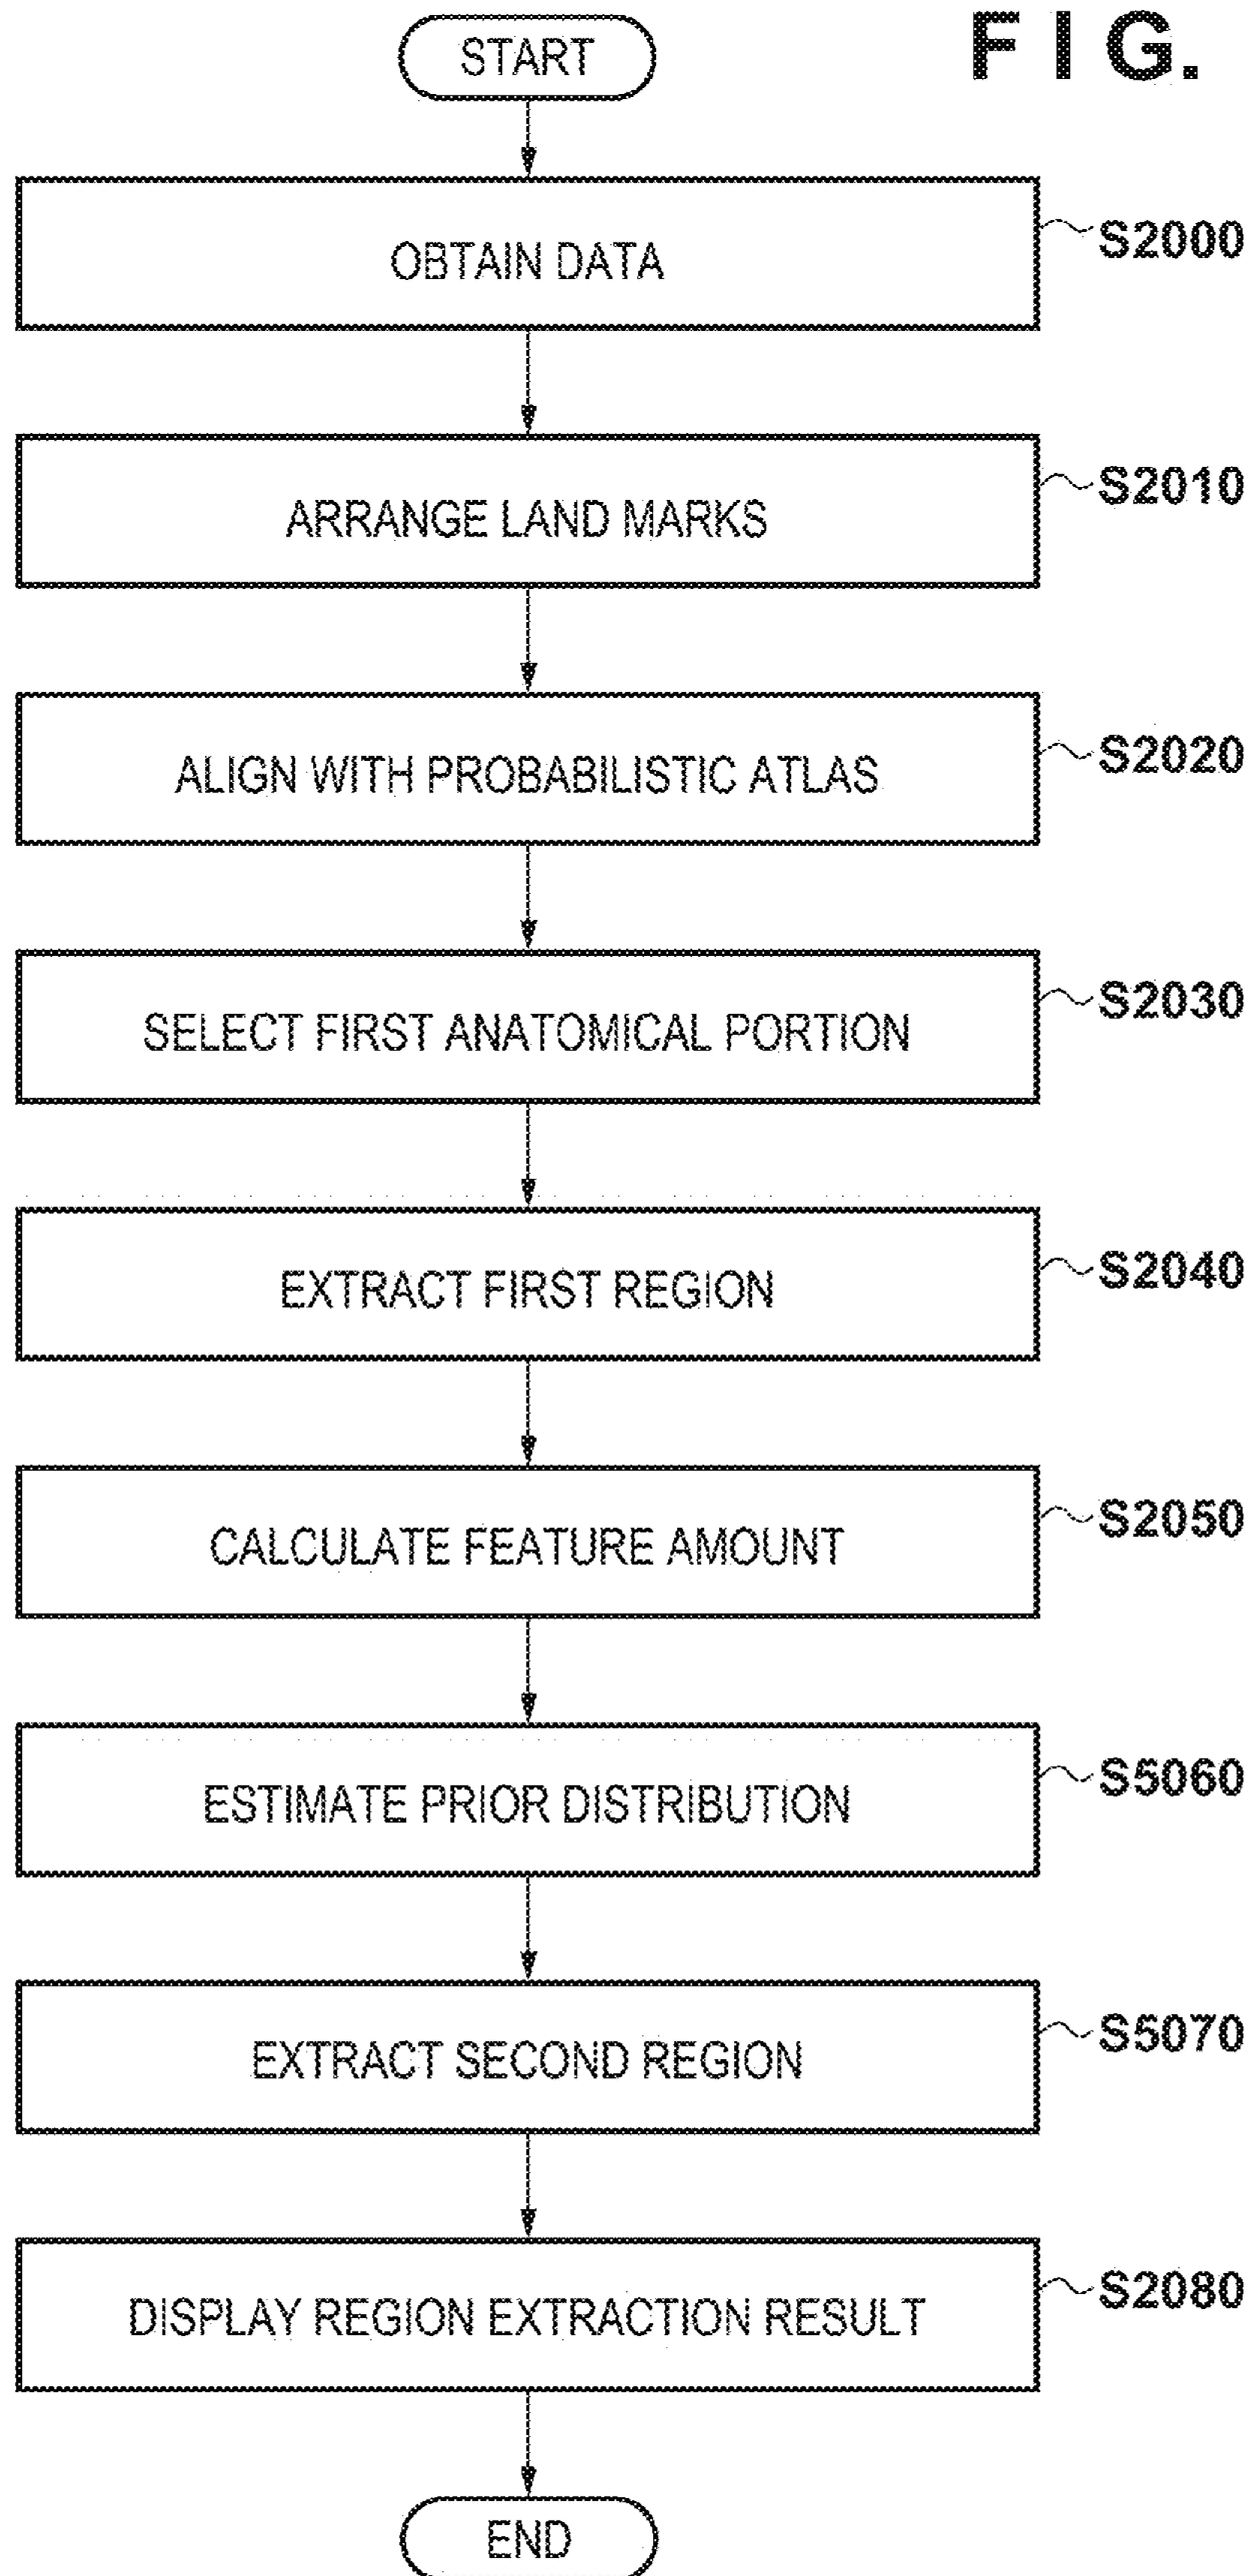 FIG.
START
OBTAIN DATA
S2000
ARRANGE LAND MARKS
S2010
ALIGN WITH PROBABILISTIC ATLAS
S2020
SELECT FIRST ANATOMICAL PORTION
S2030
EXTRACT FIRST REGION
S2040
CALCULATE FEATURE AMOUNT
S2050
ESTIMATE PRIOR DISTRIBUTION
S5060
EXTRACT SECOND REGION
S5070
DISPLAY REGION EXTRACTION RESULT
S2080
END